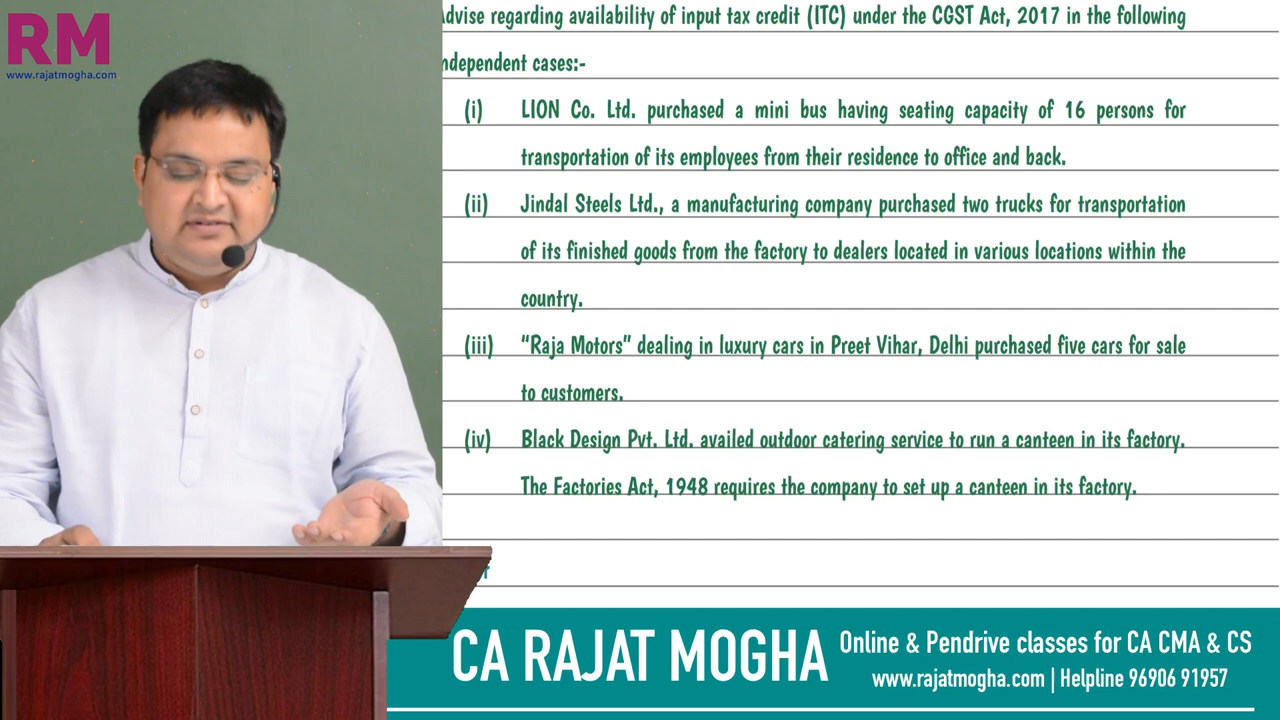 RM
www.rajatmogha.com
Advise regarding availability of input tax credit (ITC) under the CGST Act, 2017 in the following
independent cases:-
(i) LION Co. Ltd. purchased a mini bus having seating capacity of 16 persons for
transportation of its employees from their residence to office and back.
(ii) Jindal Steels Ltd., a manufacturing company purchased two trucks for transportation
of its finished goods from the factory to dealers located in various locations within the
country.
(iii) “Raja Motors” dealing in luxury cars in Preet Vihar, Delhi purchased five cars for sale
to customers.
(iv) Black Design Pvt. Ltd. availed outdoor catering service to run a canteen in its factory.
The Factories Act, 1948 requires the company to set up a canteen in its factory.
CA RAJAT MOGHA
Online & Pendrive classes for CA CMA & CS
www.rajatmogha.com | Helpline 96906 91957